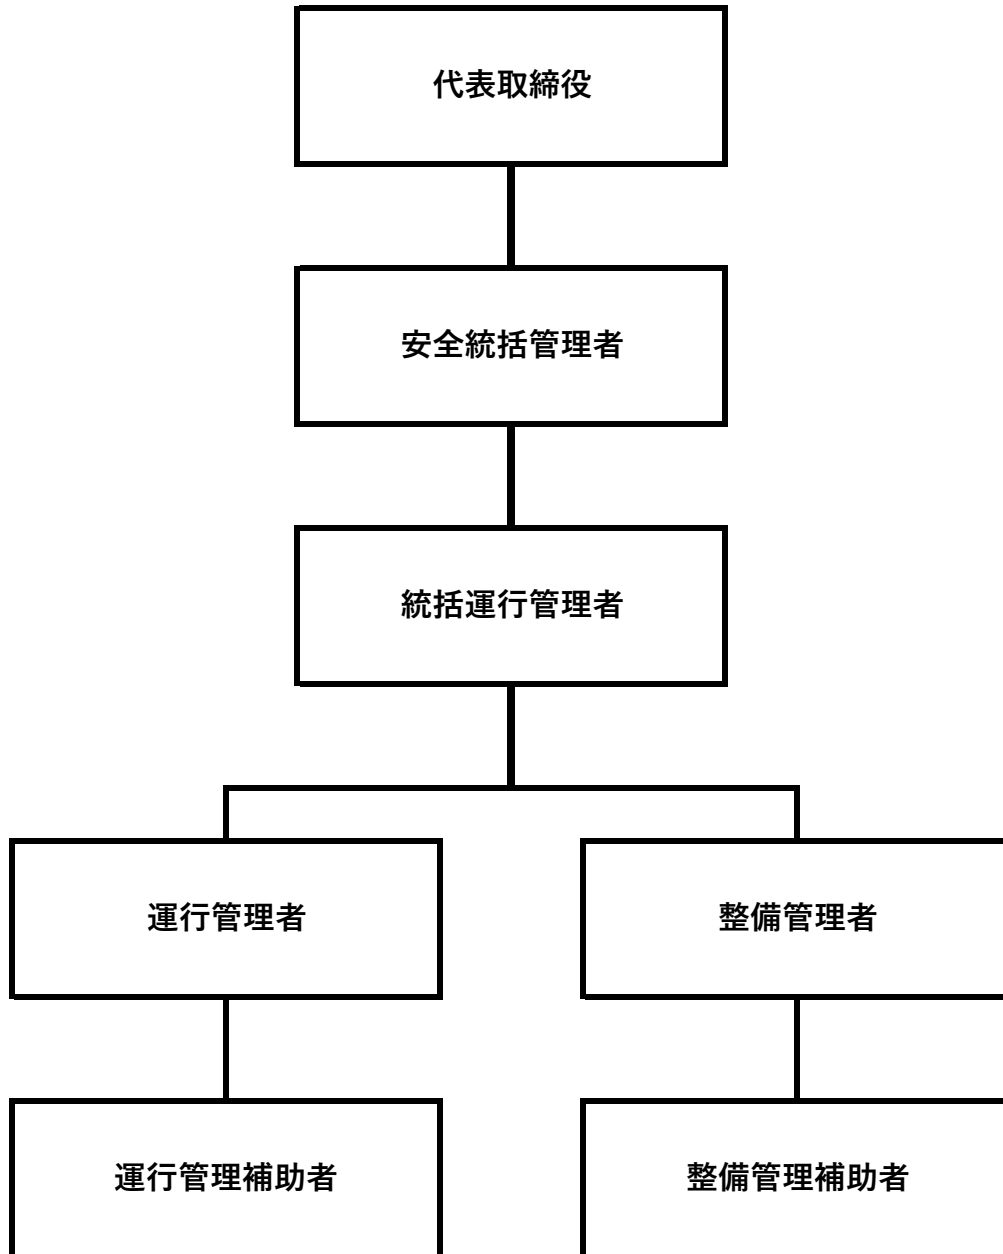 代表取締役
安全統括管理者
統括運行管理者
運行管理者
整備管理者
運行管理補助者
整備管理補助者